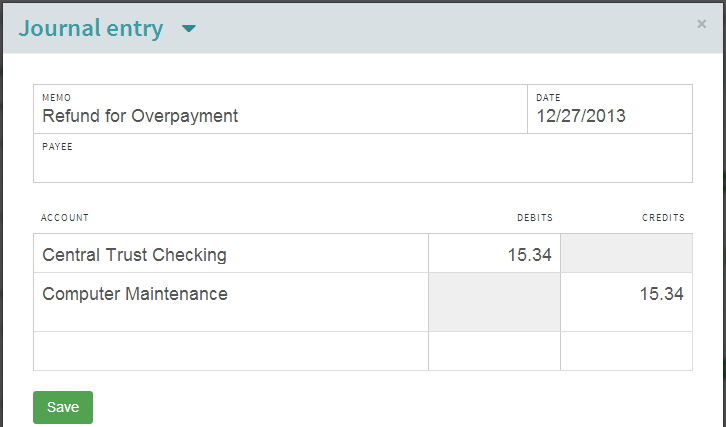 Journal entry
×
MEMO
Refund for Overpayment
DATE
12/27/2013
PAYEE
ACCOUNT DEBITS CREDITS
Central Trust Checking 15.34
Computer Maintenance 15.34
Save